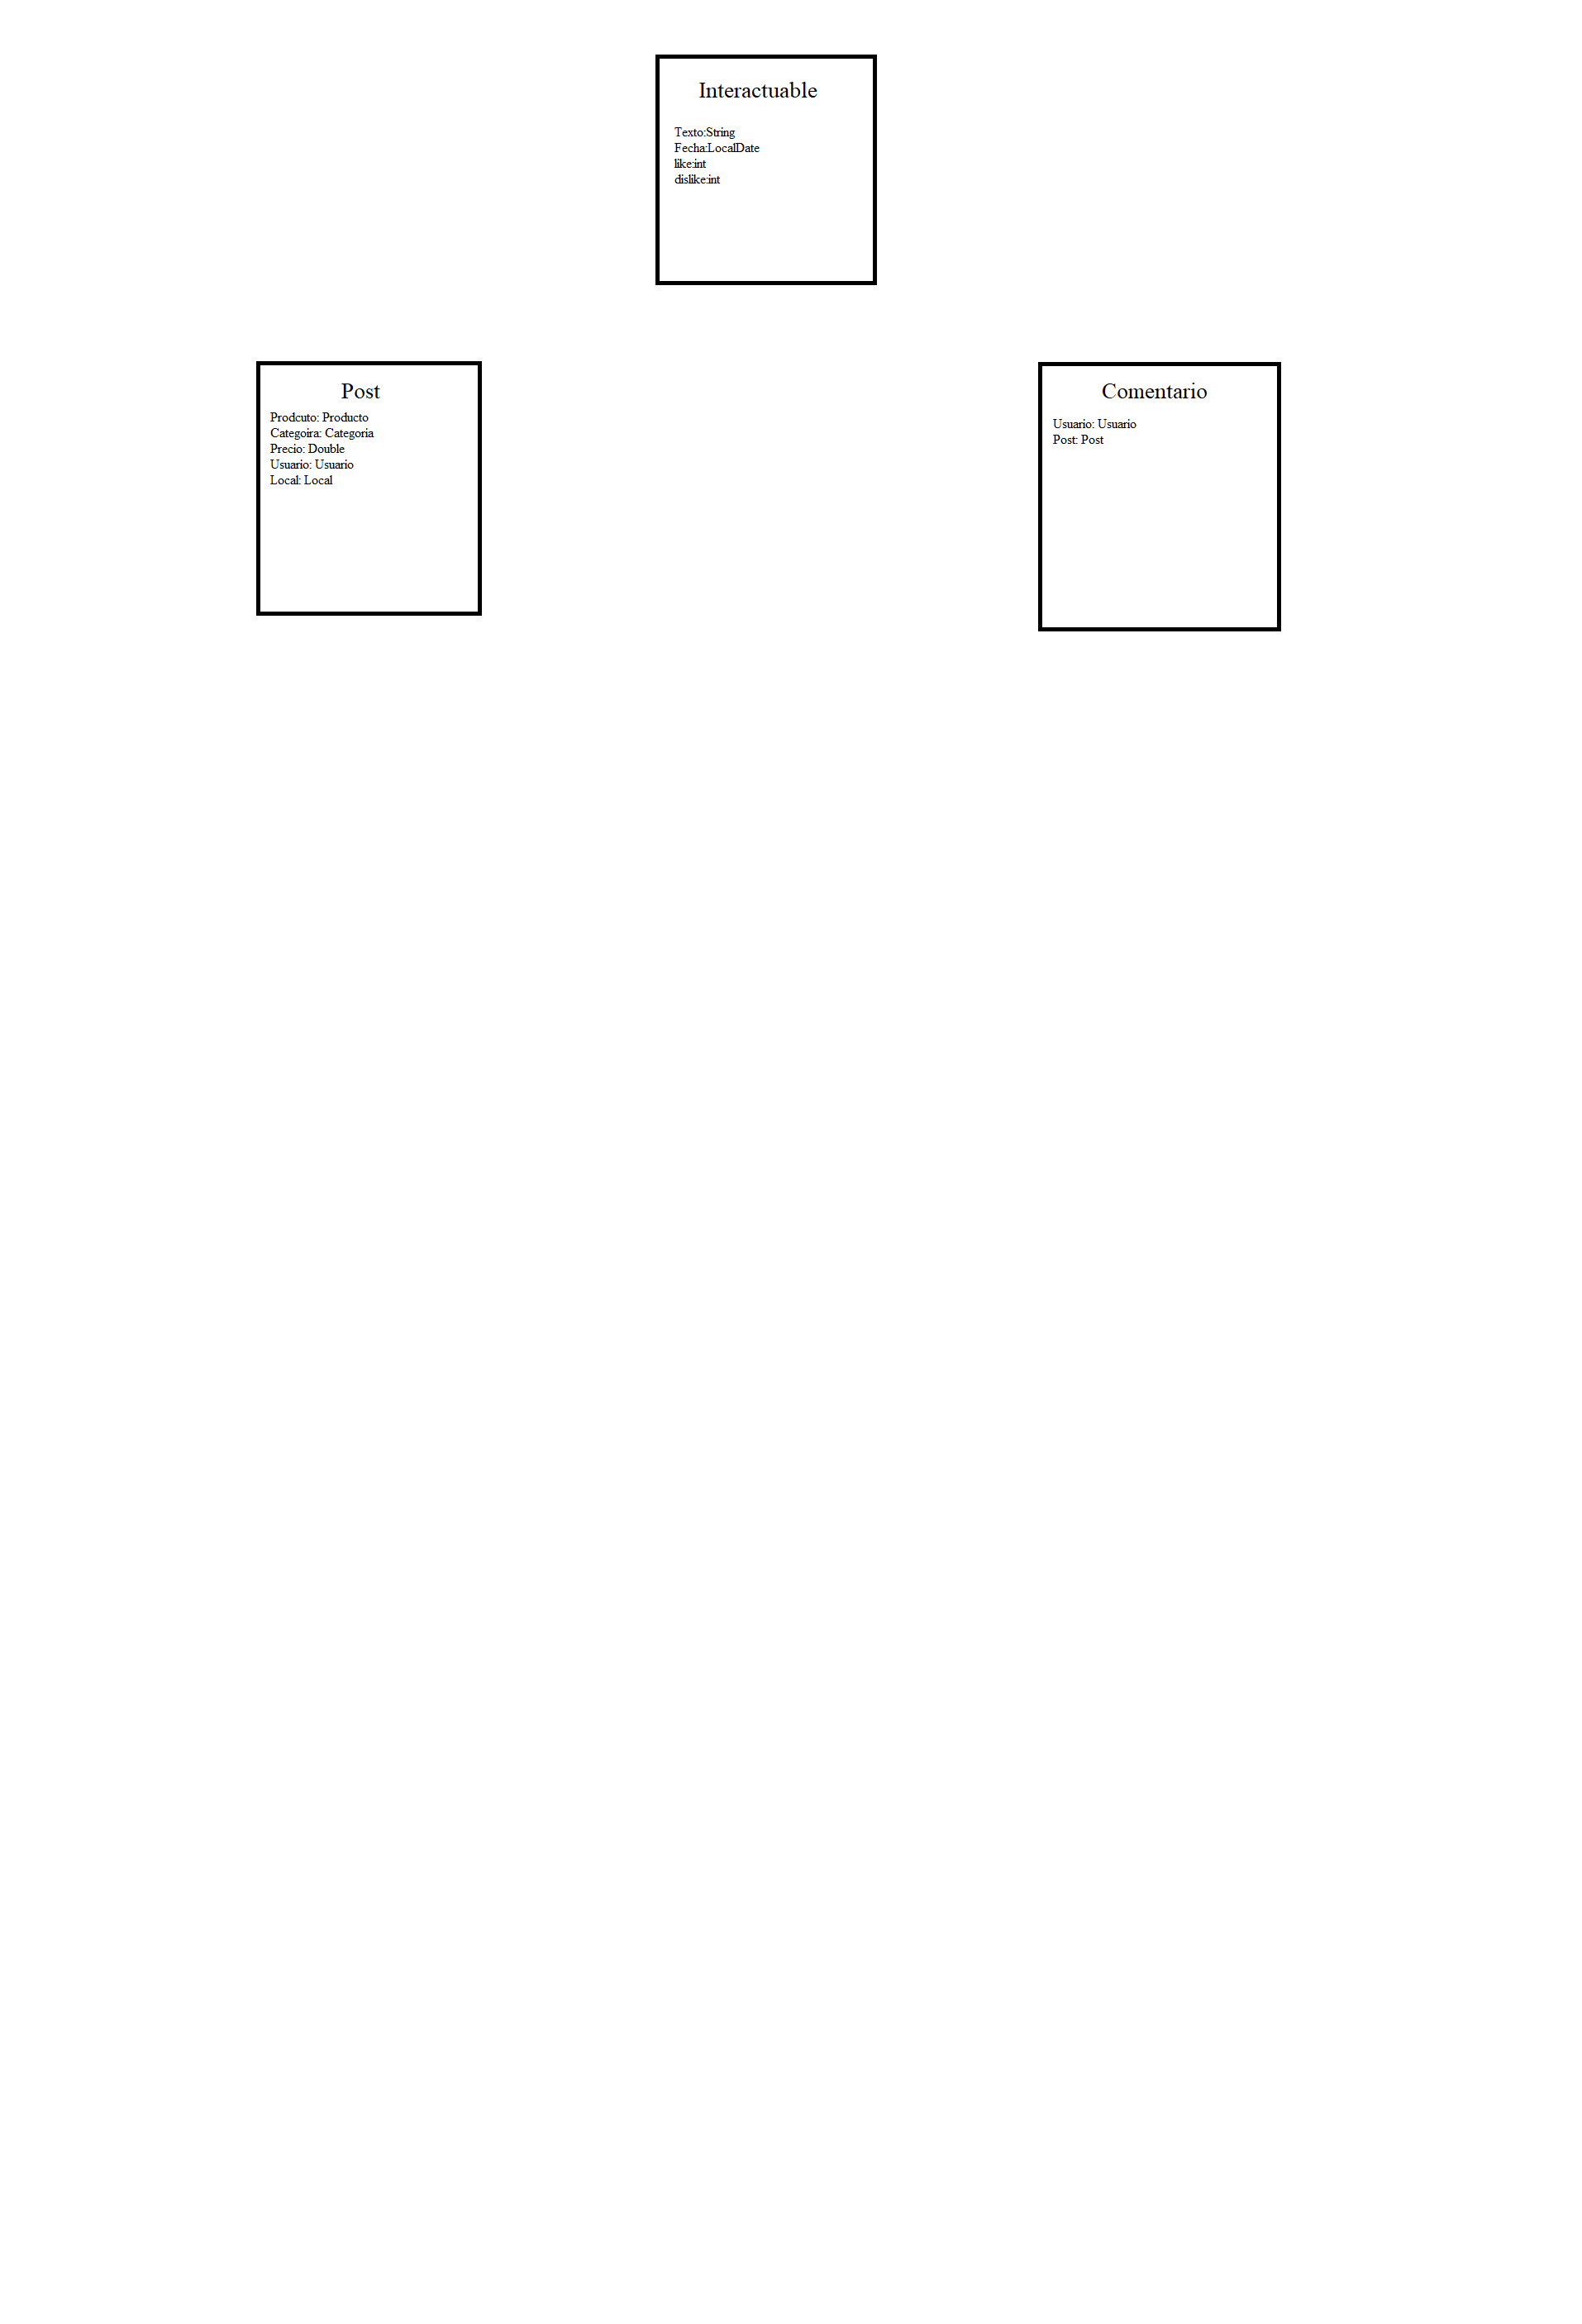 Interactuable
Texto:String
Fecha:LocalDate
like:int
dislike:int
Post
Prodcuto: Producto
Categoira: Categoria
Precio: Double
Usuario: Usuario
Local: Local
Comentario
Usuario: Usuario
Post: Post